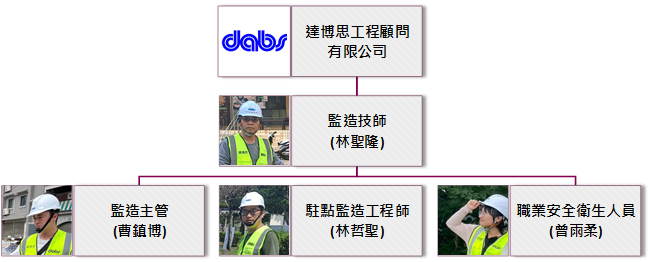 dabs
達博思工程顧問
有限公司
監造技師
(林聖隆)
監造主管
(曹鎮博)
駐點監造工程師
(林哲聖)
職業安全衛生人員
(曾雨柔)